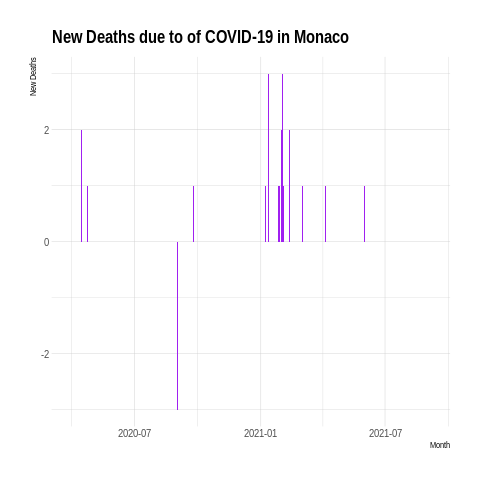 New Deaths due to of COVID-19 in Monaco
New Deaths
2
0
-2
2020-07
2021-01
2021-07
Month